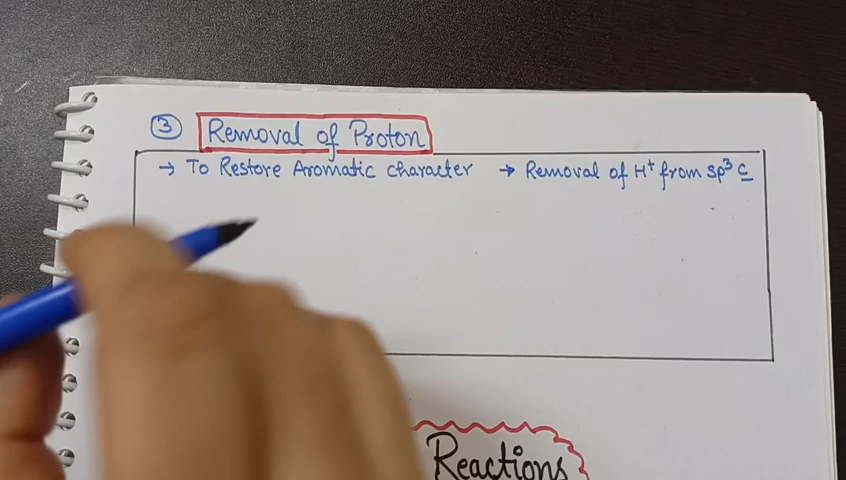 ③ Removal of Proton
→ To Restore Aromatic character → Removal of H⁺ from sp³ c
Reactions